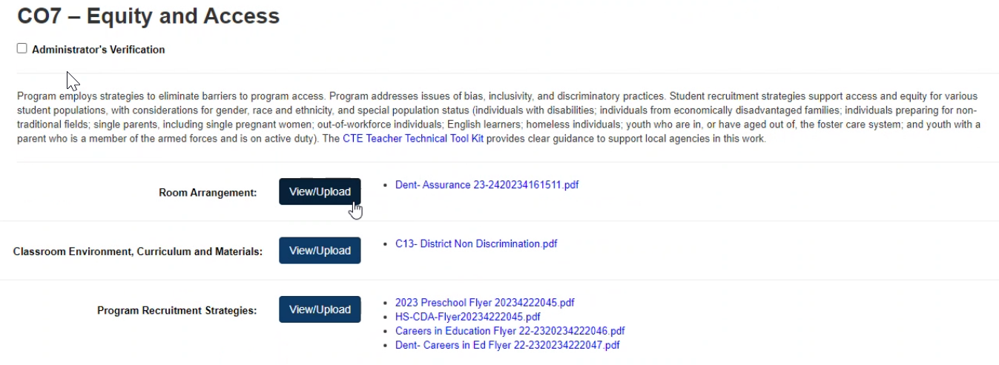 CO7 – Equity and Access
Administrator's Verification
Program employs strategies to eliminate barriers to program access. Program addresses issues of bias, inclusivity, and discriminatory practices. Student recruitment strategies support access and equity for various
student populations, with considerations for gender, race and ethnicity, and special population status (individuals with disabilities; individuals from economically disadvantaged families; individuals preparing for non-
traditional fields; single parents, including single pregnant women; out-of-workforce individuals; English learners; homeless individuals; youth who are in, or have aged out of, the foster care system; and youth with a
parent who is a member of the armed forces and is on active duty). The CTE Teacher Technical Tool Kit provides clear guidance to support local agencies in this work.
Room Arrangement: View/Upload • Dent- Assurance 23-2420234161511.pdf
Classroom Environment, Curriculum and Materials: View/Upload • C13- District Non Discrimination.pdf
Program Recruitment Strategies: View/Upload • 2023 Preschool Flyer 20234222045.pdf
• HS-CDA-Flyer20234222045.pdf
• Careers in Education Flyer 22-2320234222046.pdf
• Dent- Careers in Ed Flyer 22-2320234222047.pdf